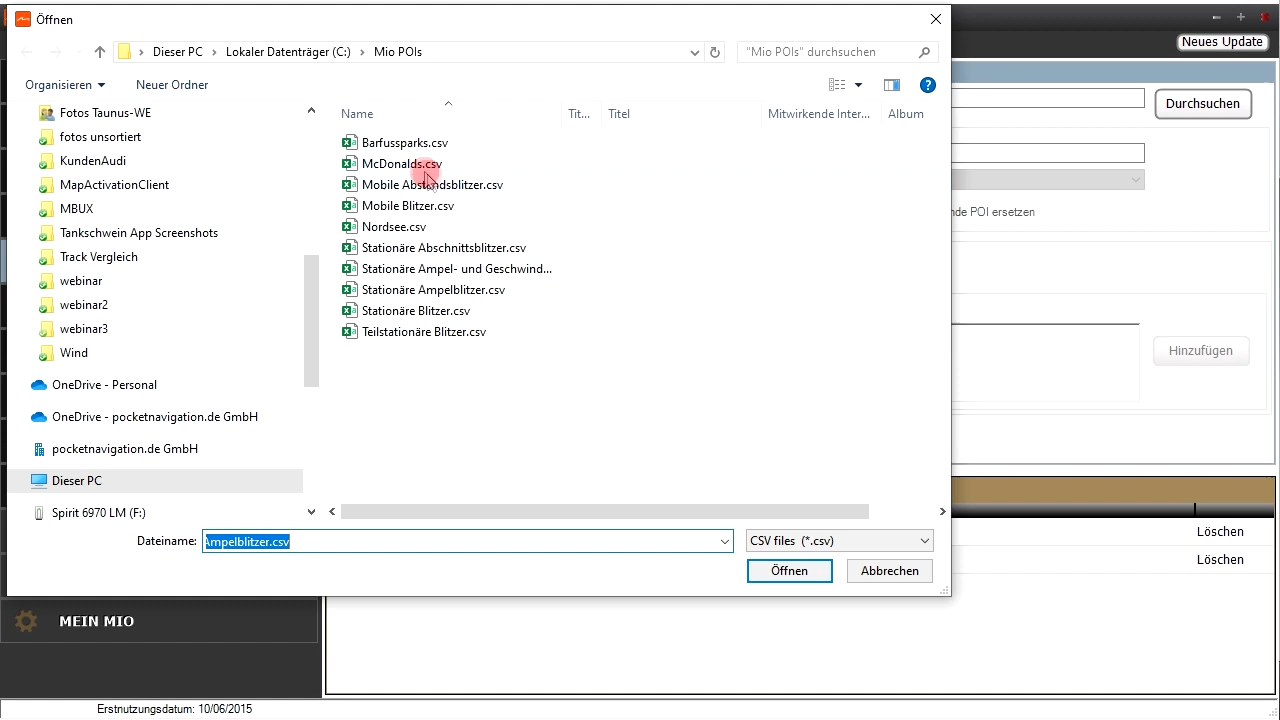 Öffnen
Neues Update
Dieser PC
Lokaler Datenträger (C:)
Mio POIs
"Mio POIs" durchsuchen
Organisieren
Neuer Ordner
Durchsuchen
Name
Tit...
Titel
Mitwirkende Inter...
Album
Fotos Taunus-WE
fotos unsortiert
KundenAudi
MapActivationClient
MBUX
Tankschwein App Screenshots
Track Vergleich
webinar
webinar2
webinar3
Wind
OneDrive - Personal
OneDrive - pocketnavigation.de GmbH
pocketnavigation.de GmbH
Dieser PC
Spirit 6970 LM (F:)
Barfussparks.csv
McDonalds.csv
Mobile Abstandsblitzer.csv
Mobile Blitzer.csv
Nordsee.csv
Stationäre Abschnittsblitzer.csv
Stationäre Ampel- und Geschwind...
Stationäre Ampelblitzer.csv
Stationäre Blitzer.csv
Teilstationäre Blitzer.csv
nde POI ersetzen
Hinzufügen
Dateiname:
Ampelblitzer.csv
CSV files (*.csv)
Öffnen
Abbrechen
Löschen
Löschen
MEIN MIO
Erstnutzungsdatum: 10/06/2015